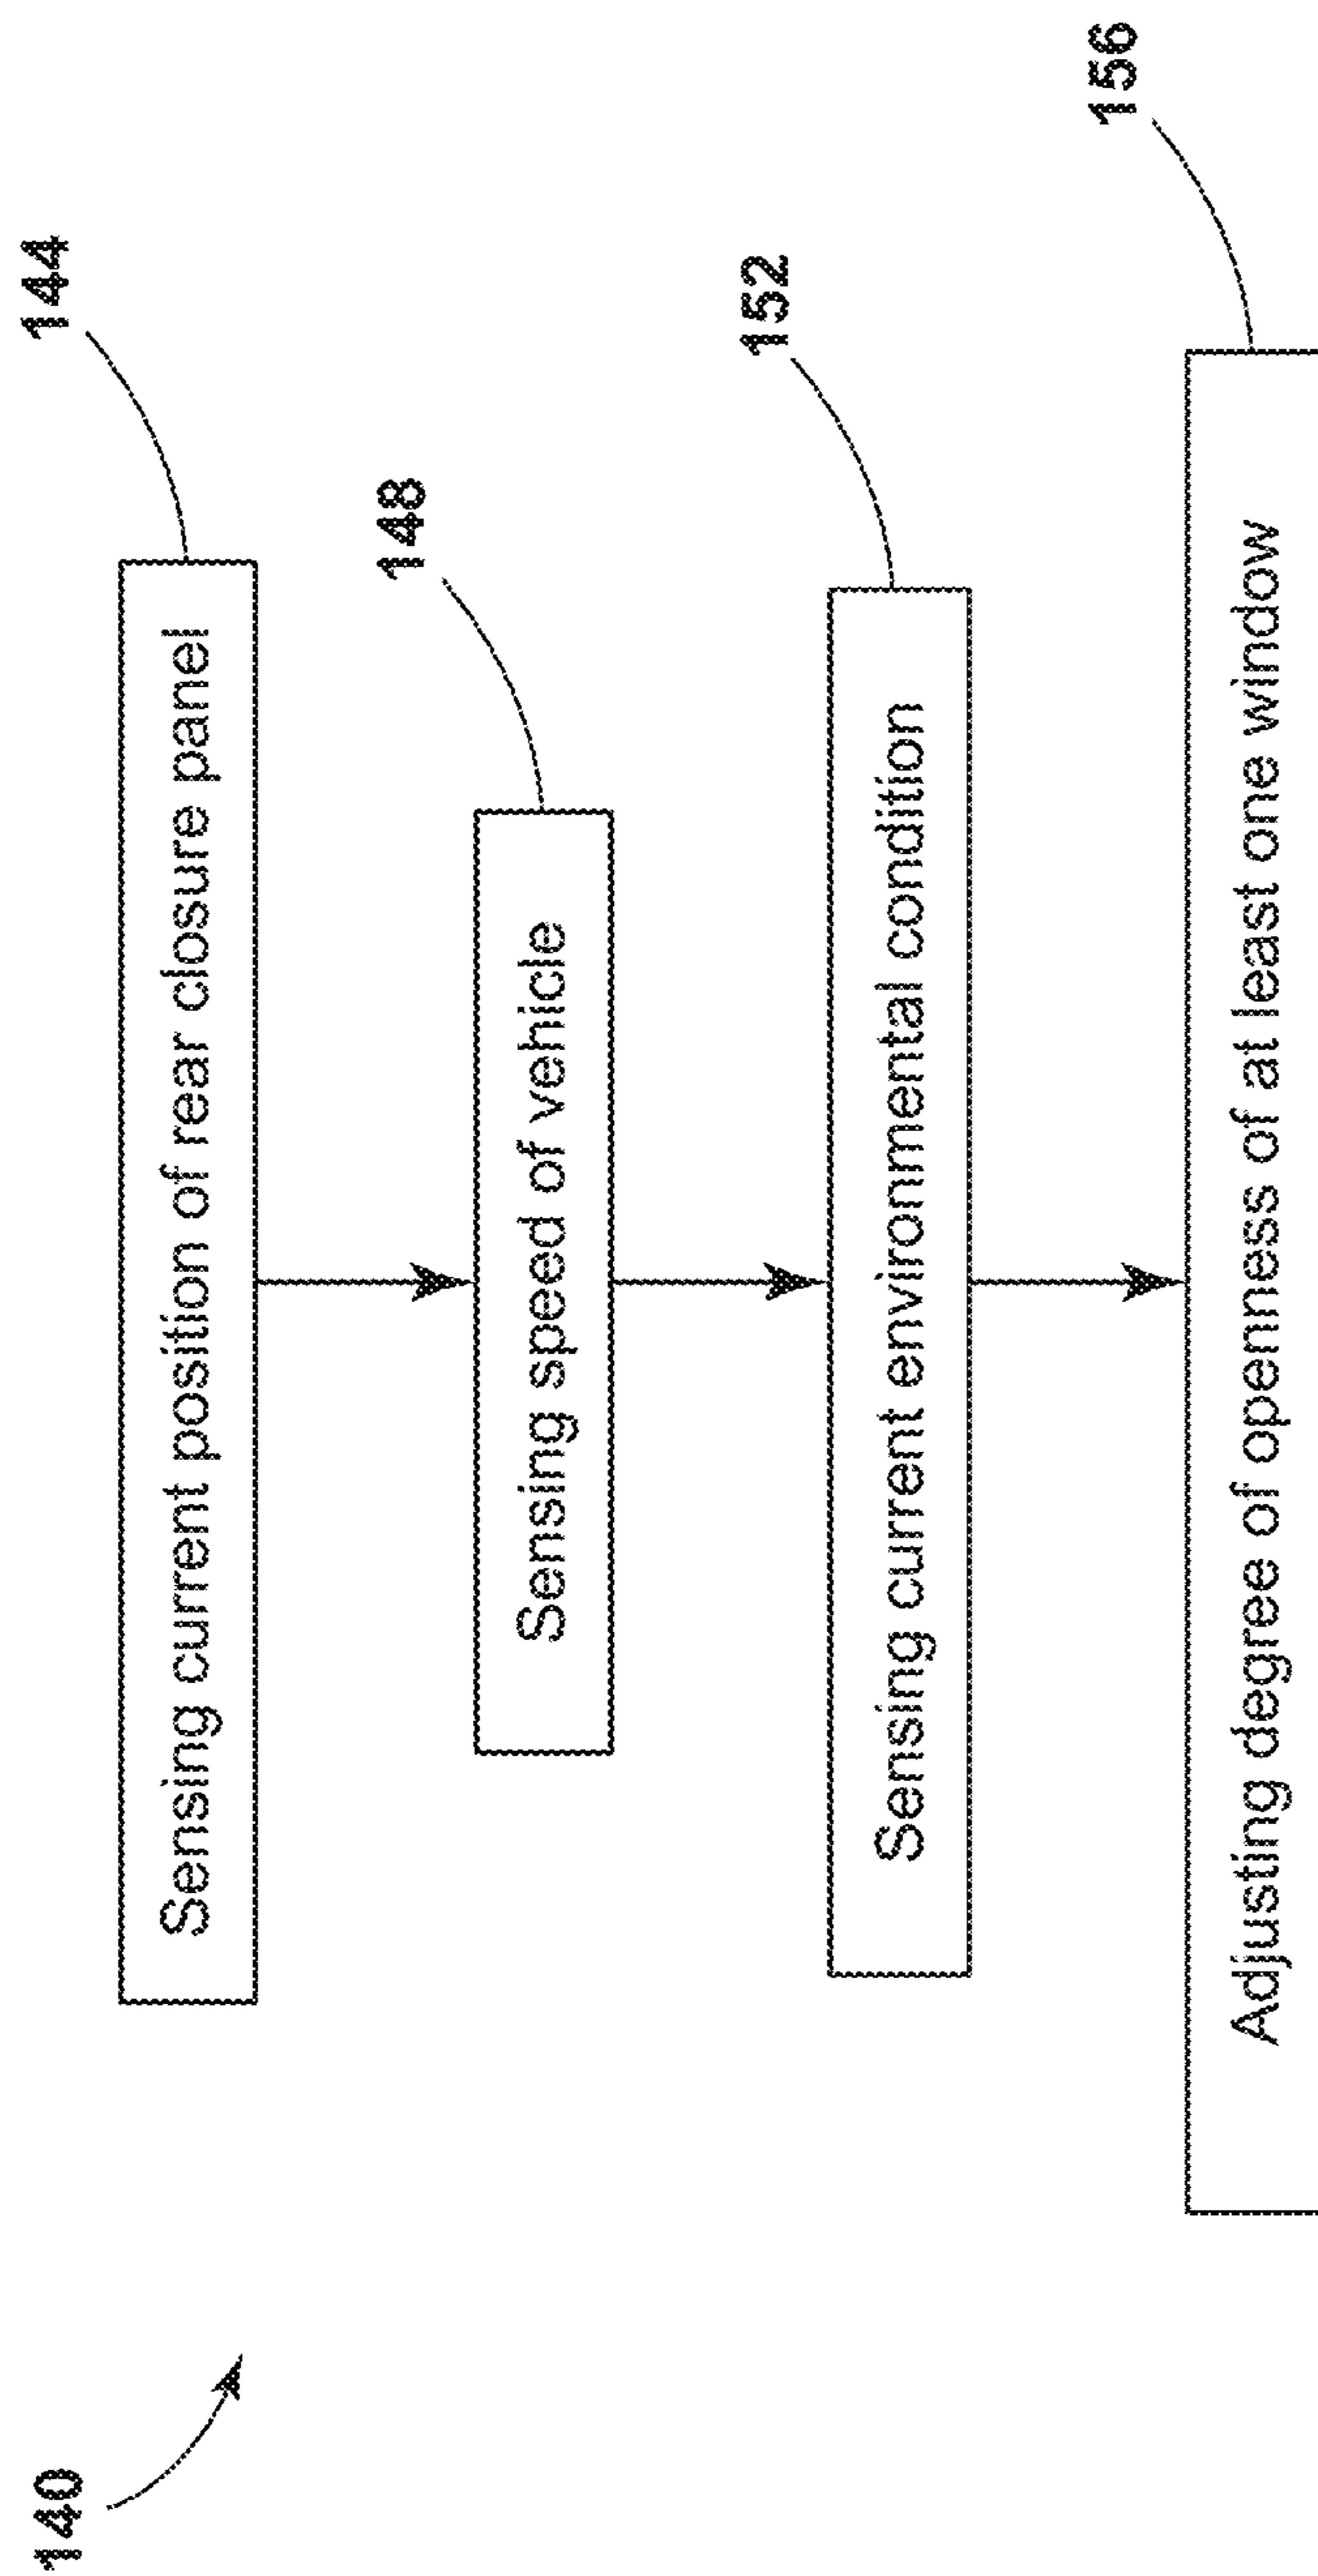 140
144
Sensing current position of rear closure panel
148
Sensing speed of vehicle
152
Sensing current environmental condition
156
Adjusting degree of openness of at least one window